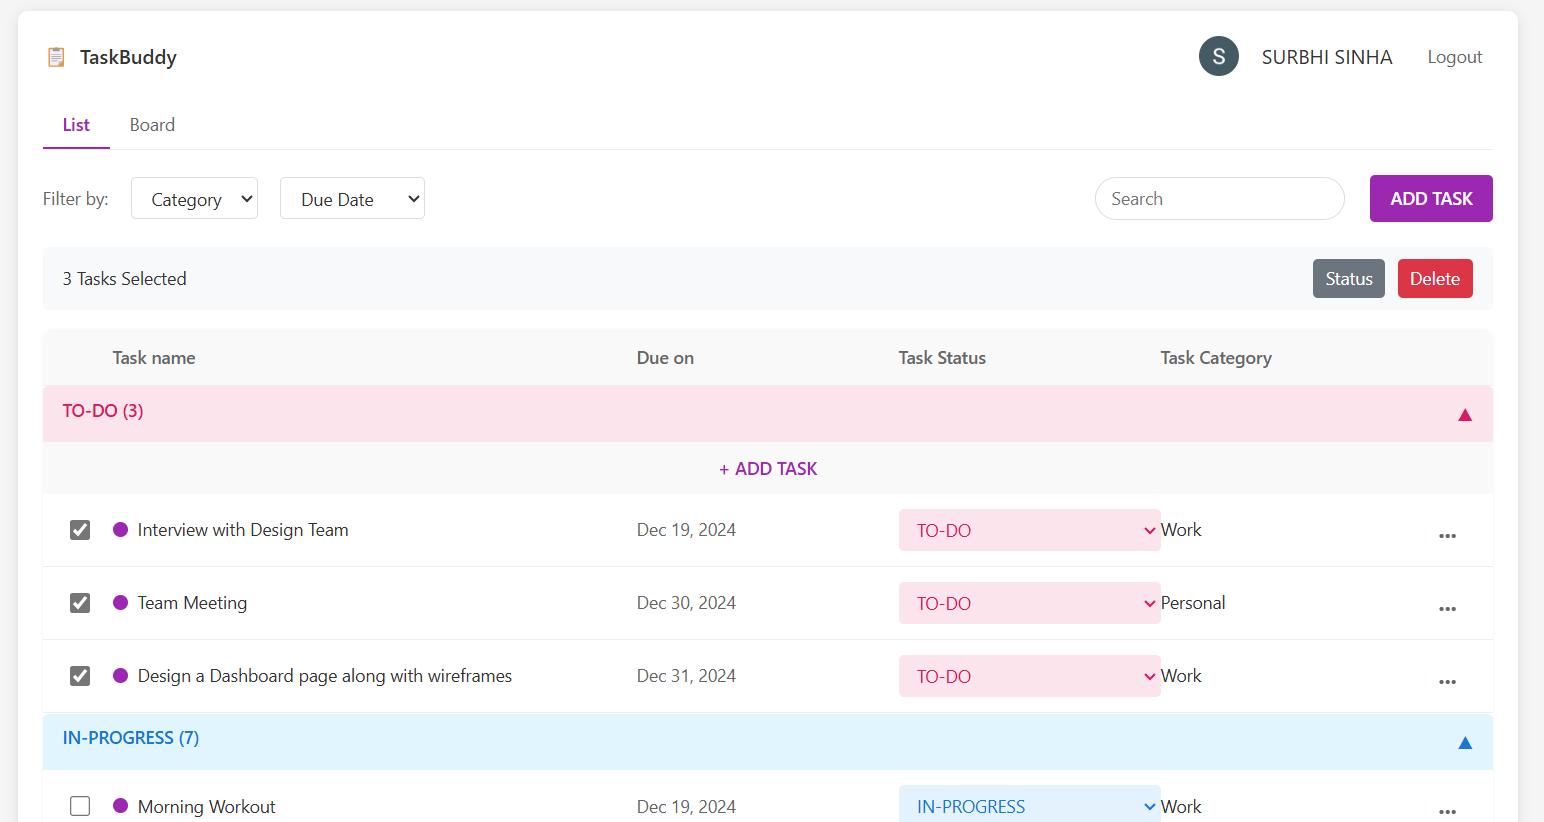 TaskBuddy
S SURBHI SINHA Logout
List Board
Filter by: Category Due Date Search ADD TASK
3 Tasks Selected Status Delete
Task name Due on Task Status Task Category
TO-DO (3)
+ ADD TASK
Interview with Design Team Dec 19, 2024 TO-DO Work
Team Meeting Dec 30, 2024 TO-DO Personal
Design a Dashboard page along with wireframes Dec 31, 2024 TO-DO Work
IN-PROGRESS (7)
Morning Workout Dec 19, 2024 IN-PROGRESS Work